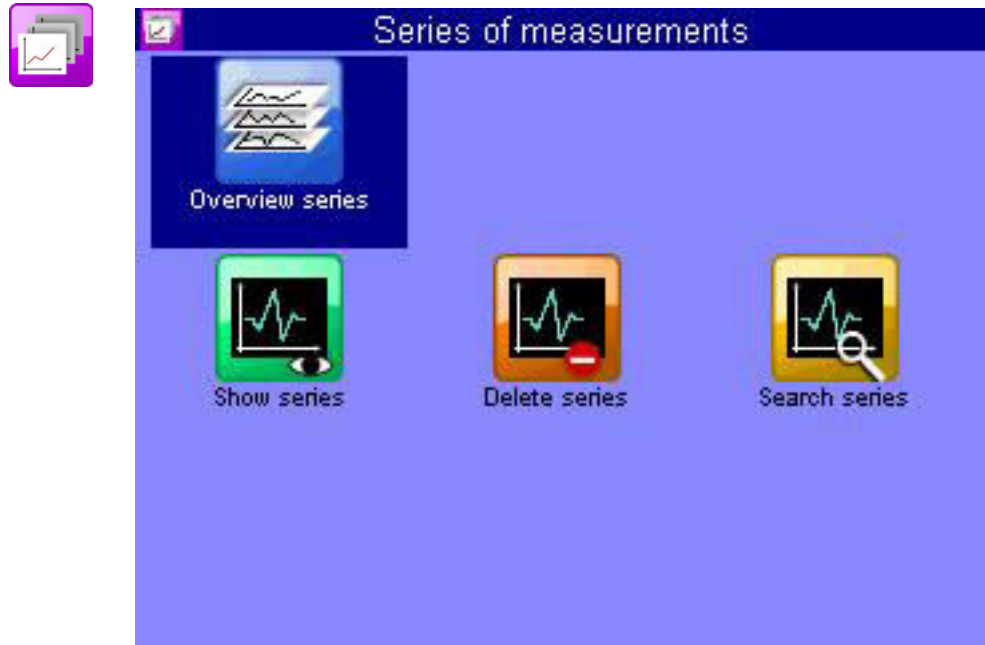 Series of measurements
Overview series
Show series
Delete series
Search series